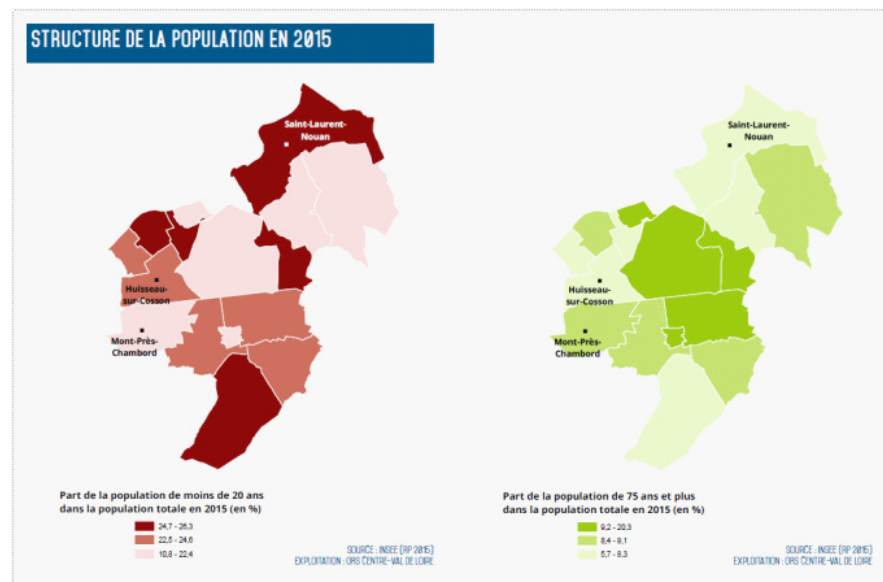 STRUCTURE DE LA POPULATION EN 2015
Saint-Laurent-
Nouan
Huisseau-
sur-Cosson
Mont-Près-
Chambord
Part de la population de moins de 20 ans
dans la population totale en 2015 (en %)
24,7 - 26,3
22,5 - 24,6
10,8 - 22,4
SOURCE : INSEE (RP 2015)
EXPLOITATION : ORS CENTRE-VAL DE LOIRE
Saint-Laurent-
Nouan
Huisseau-
sur-Cosson
Mont-Près-
Chambord
Part de la population de 75 ans et plus
dans la population totale en 2015 (en %)
9,2 - 20,3
8,4 - 9,1
5,7 - 8,3
SOURCE : INSEE (RP 2015)
EXPLOITATION : ORS CENTRE-VAL DE LOIRE